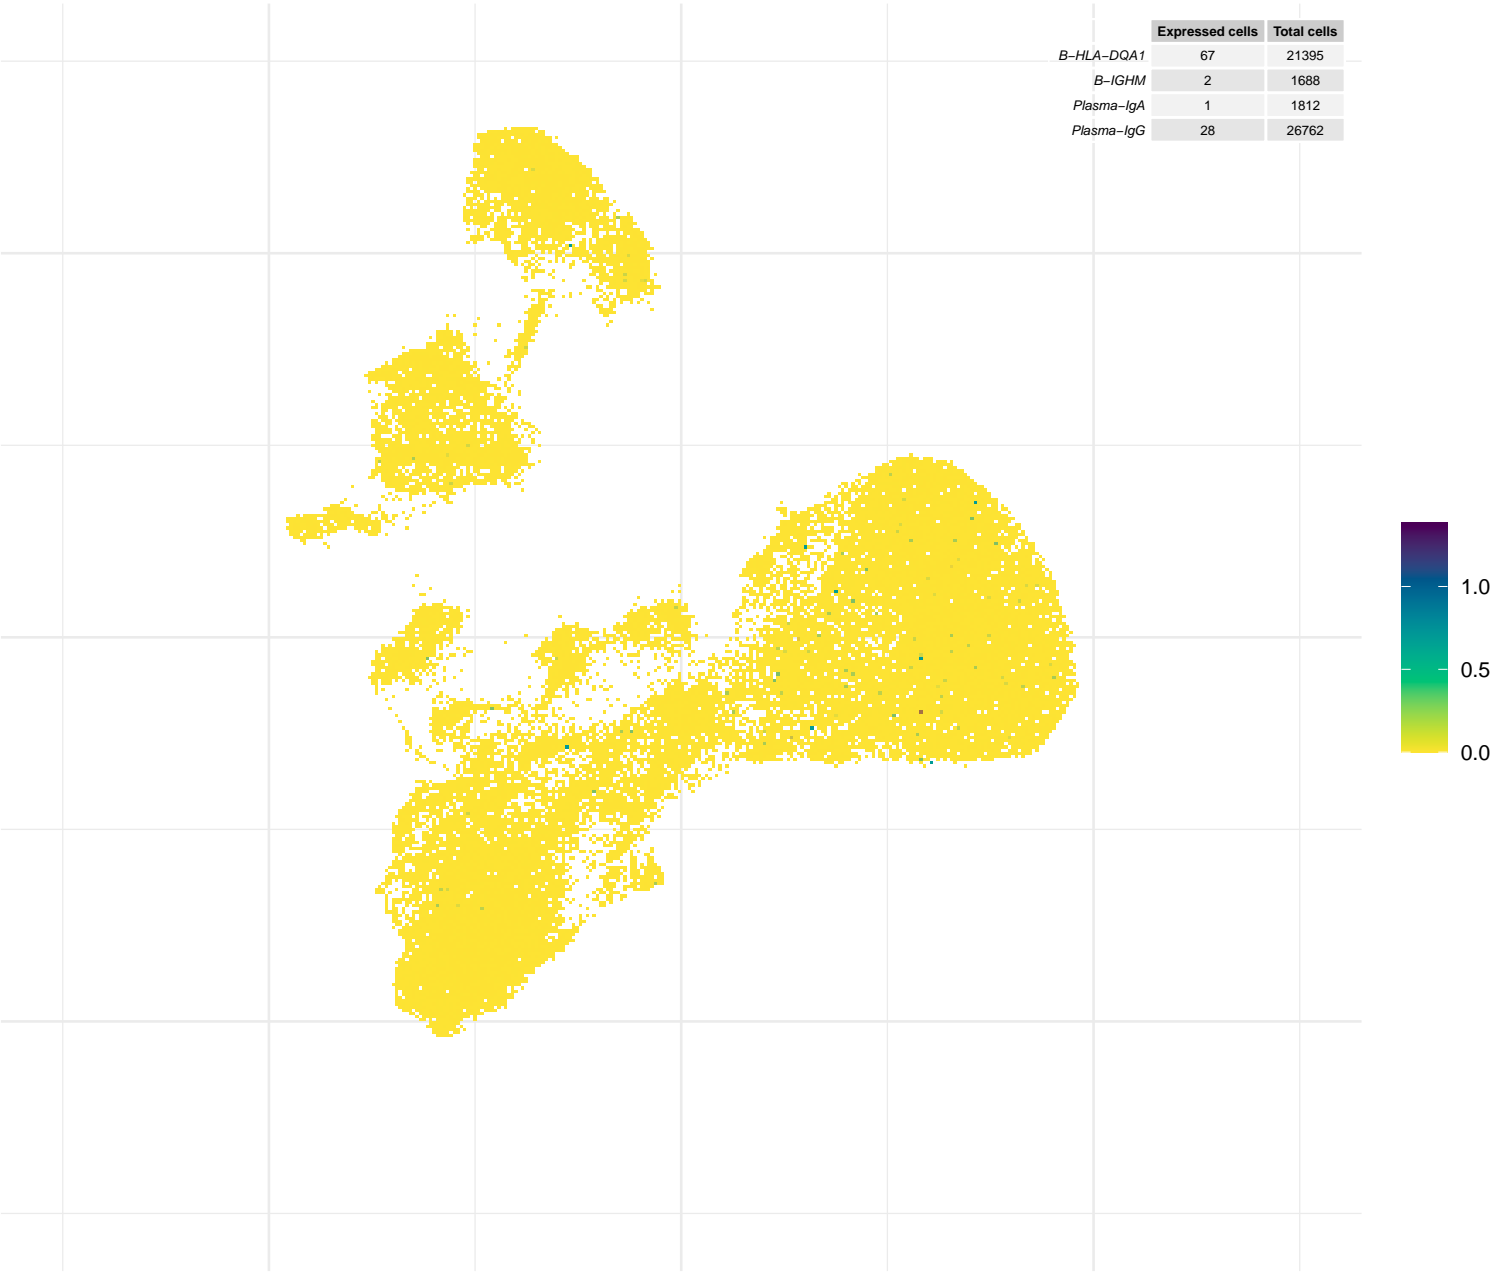 Expressed cells Total cells
B−HLA−DQA1 67 21395
B−IGHM 2 1688
Plasma−IgA 1 1812
Plasma−IgG 28 26762
1.0
0.5
0.0